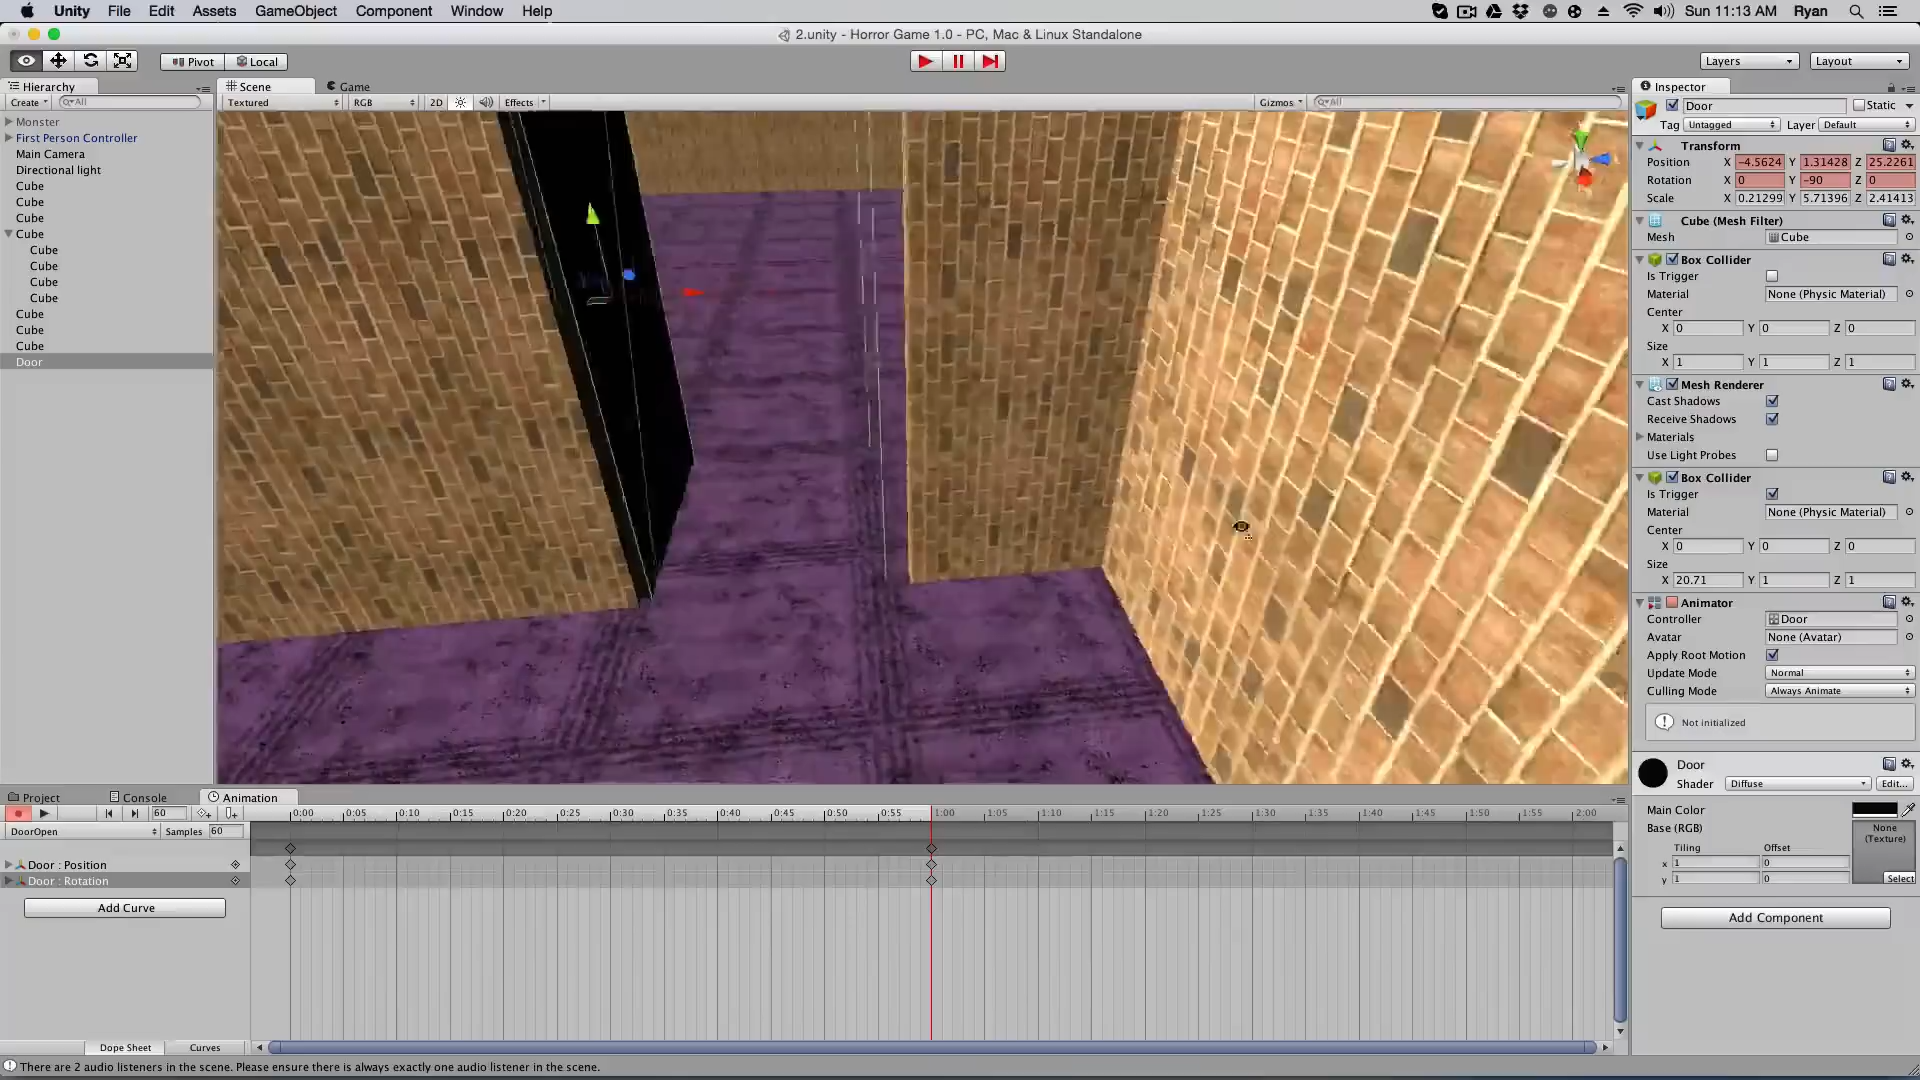 Unity File Edit Assets GameObject Component Window Help Sun 11:13 AM Ryan
2.unity - Horror Game 1.0 - PC, Mac & Linux Standalone
Pivot Local Layers Layout
Hierarchy Scene Game Inspector
Create All Textured RGB 2D Effects Gizmos All
Door Static
Tag Untagged Layer Default
Monster
First Person Controller
Main Camera
Directional light
Cube
Cube
Cube
Cube
Cube
Cube
Cube
Cube
Cube
Cube
Cube
Door
Transform
Position X -4.5624 Y 1.31428 Z 25.2261
Rotation X 0 Y -90 Z 0
Scale X 0.21299 Y 5.71396 Z 2.41413
Cube (Mesh Filter)
Mesh Cube
Box Collider
Is Trigger
Material None (Physic Material)
Center
X 0 Y 0 Z 0
Size
X 1 Y 1 Z 1
Mesh Renderer
Cast Shadows
Receive Shadows
Materials
Use Light Probes
Box Collider
Is Trigger
Material None (Physic Material)
Center
X 0 Y 0 Z 0
Size
X 20.71 Y 1 Z 1
Animator
Controller Door
Avatar None (Avatar)
Apply Root Motion
Update Mode Normal
Culling Mode Always Animate
Not initialized
Door
Shader Diffuse Edit...
Main Color
Base (RGB) None (Texture)
Tiling Offset
x 1 0
y 1 0
Select
Add Component
Project Console Animation
60 0:00 0:05 0:10 0:15 0:20 0:25 0:30 0:35 0:40 0:45 0:50 0:55 1:00 1:05 1:10 1:15 1:20 1:25 1:30 1:35 1:40 1:45 1:50 1:55 2:00
DoorOpen Samples 60
Door : Position
Door : Rotation
Add Curve
Dope Sheet Curves
There are 2 audio listeners in the scene. Please ensure there is always exactly one audio listener in the scene.